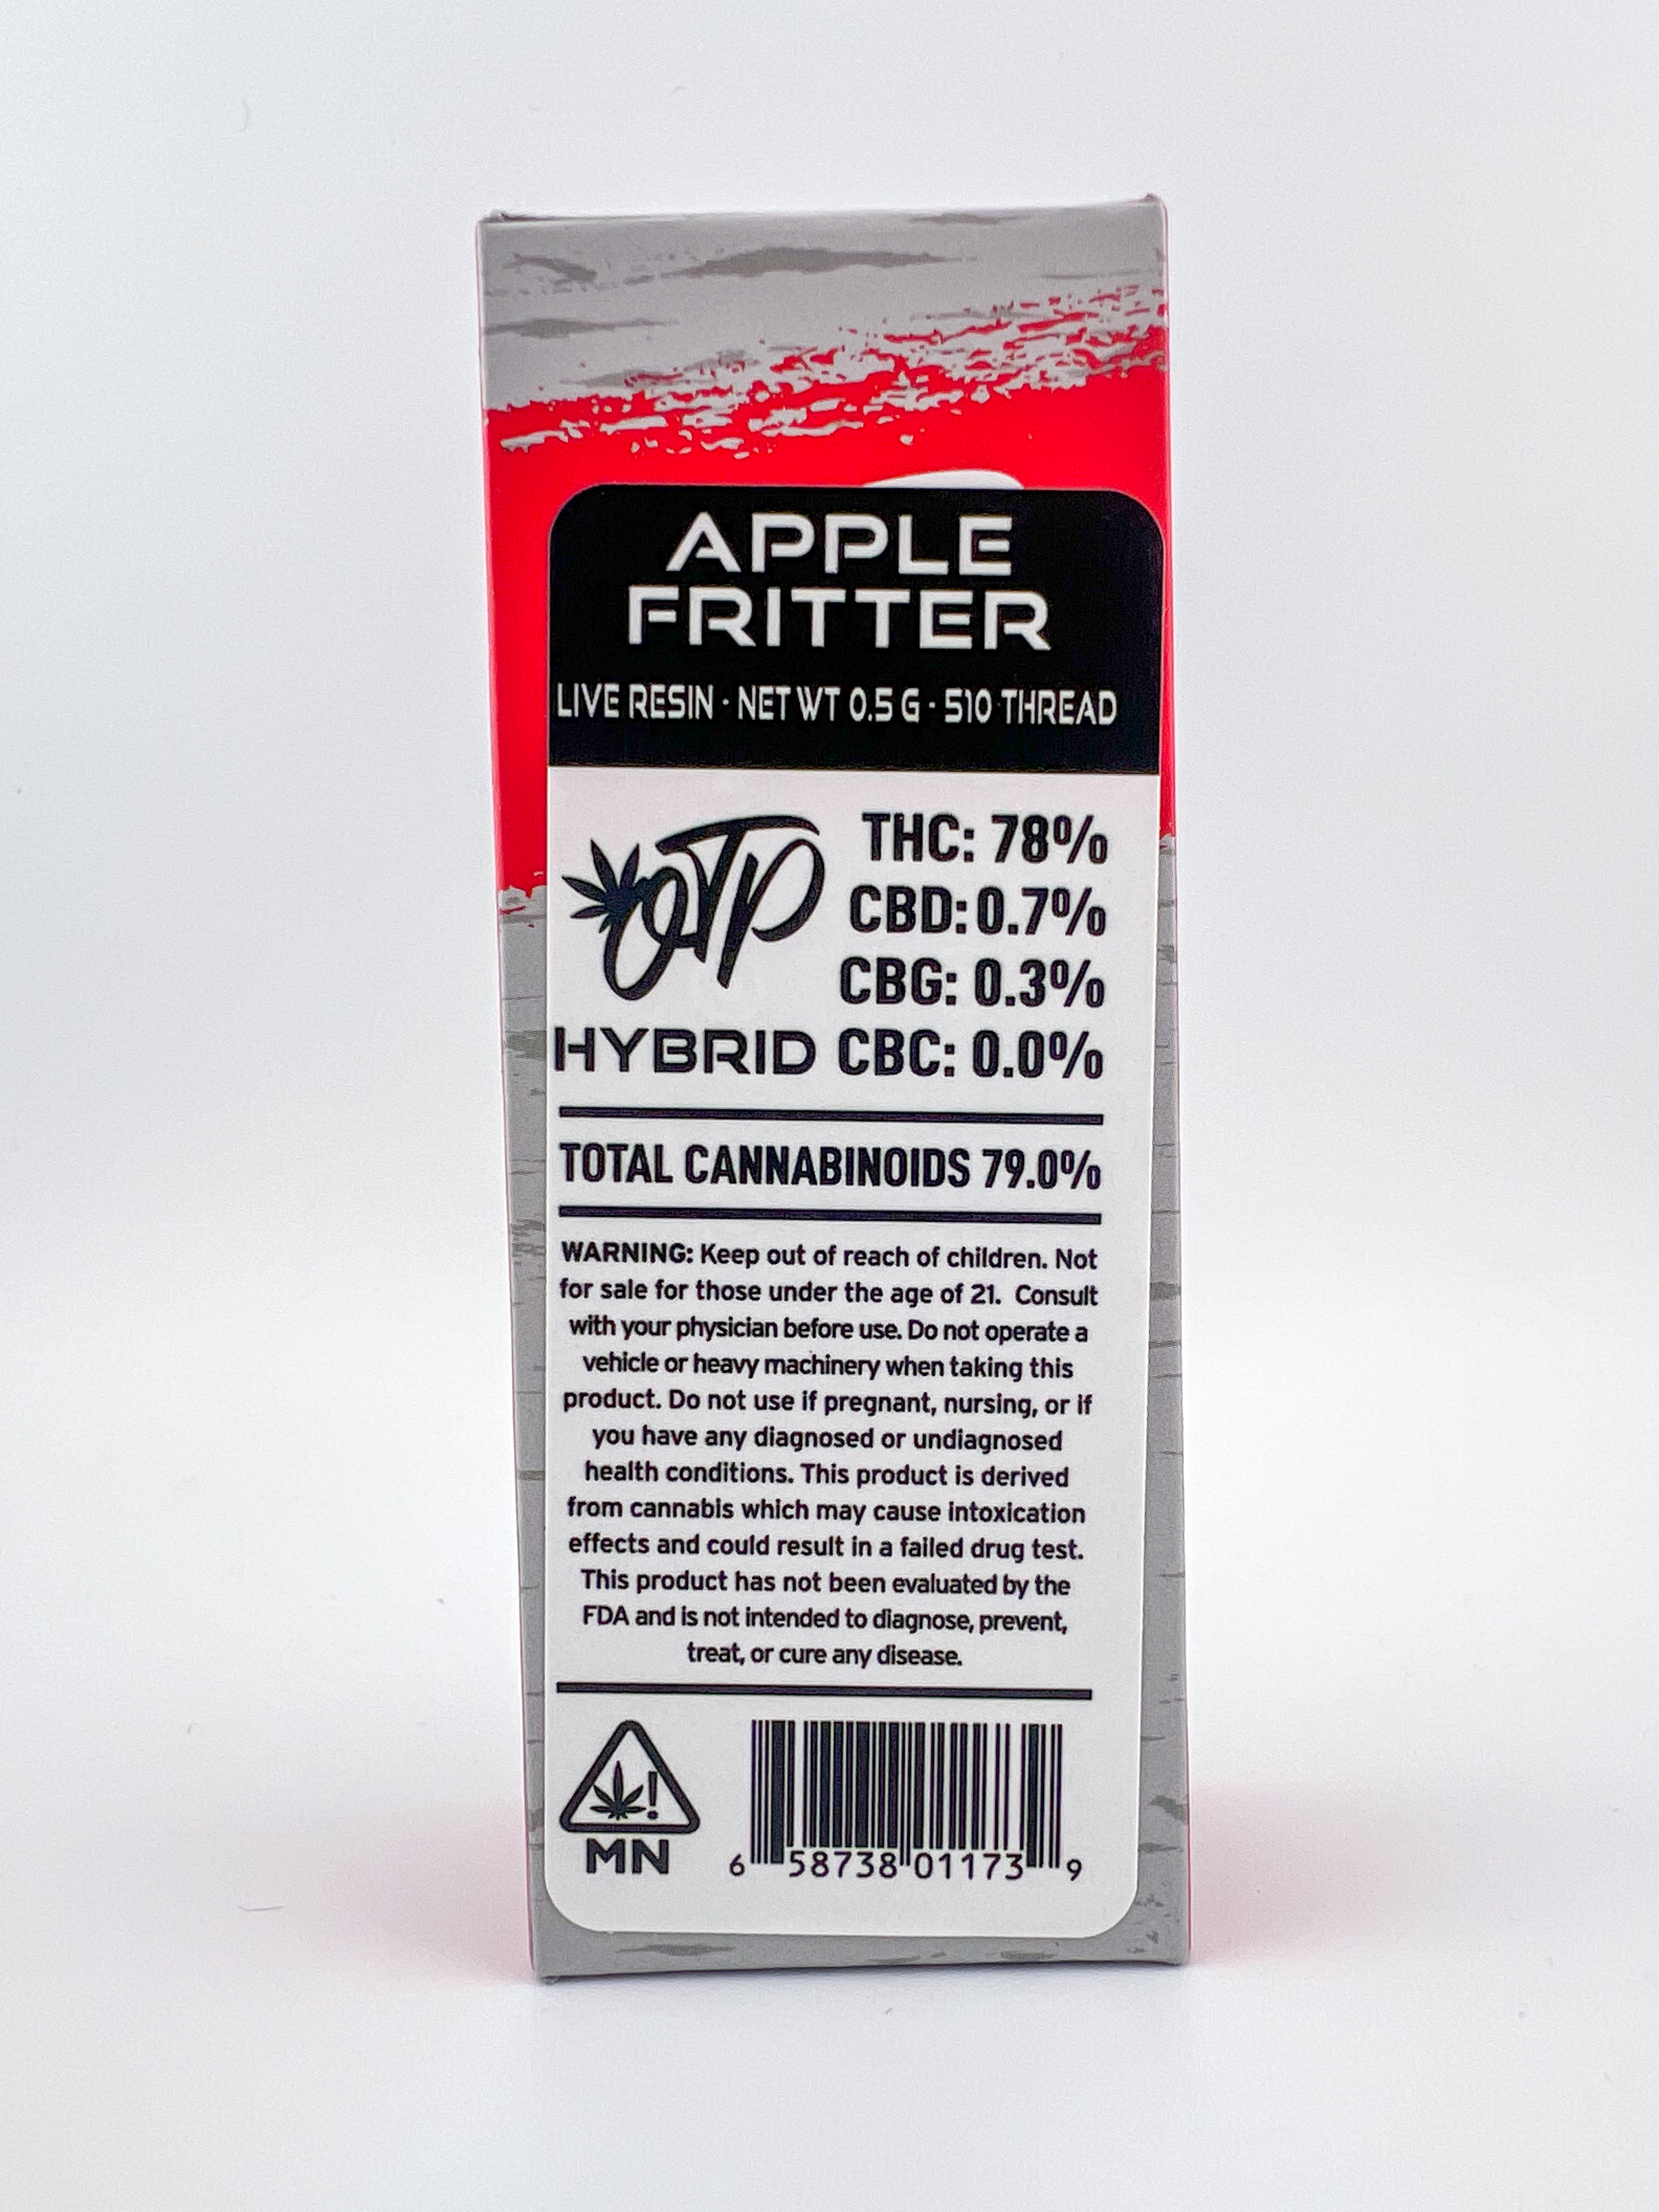 APPLE
FRITTER
LIVE RESIN · NET WT 0.5 G · 510 THREAD
OTP
THC: 78%
CBD: 0.7%
CBG: 0.3%
HYBRID CBC: 0.0%
TOTAL CANNABINOIDS 79.0%
WARNING: Keep out of reach of children. Not
for sale for those under the age of 21. Consult
with your physician before use. Do not operate a
vehicle or heavy machinery when taking this
product. Do not use if pregnant, nursing, or if
you have any diagnosed or undiagnosed
health conditions. This product is derived
from cannabis which may cause intoxication
effects and could result in a failed drug test.
This product has not been evaluated by the
FDA and is not intended to diagnose, prevent,
treat, or cure any disease.
!
MN
6 58738 01173 9